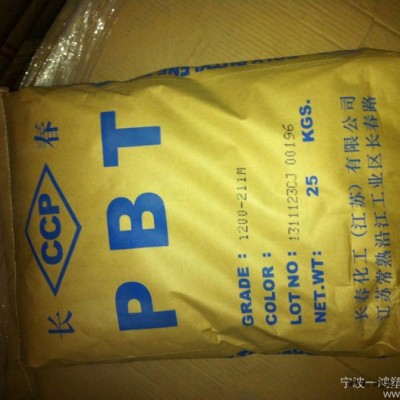 长 CCP 春
PBT
GRADE: 1200-211M
COLOR:
LOT NO: 1311123CJ 00196
NET.WT: 25 KGS.
长春化工(江苏)有限公司
江苏常熟沿江工业区长春路
宁波一鸿塑